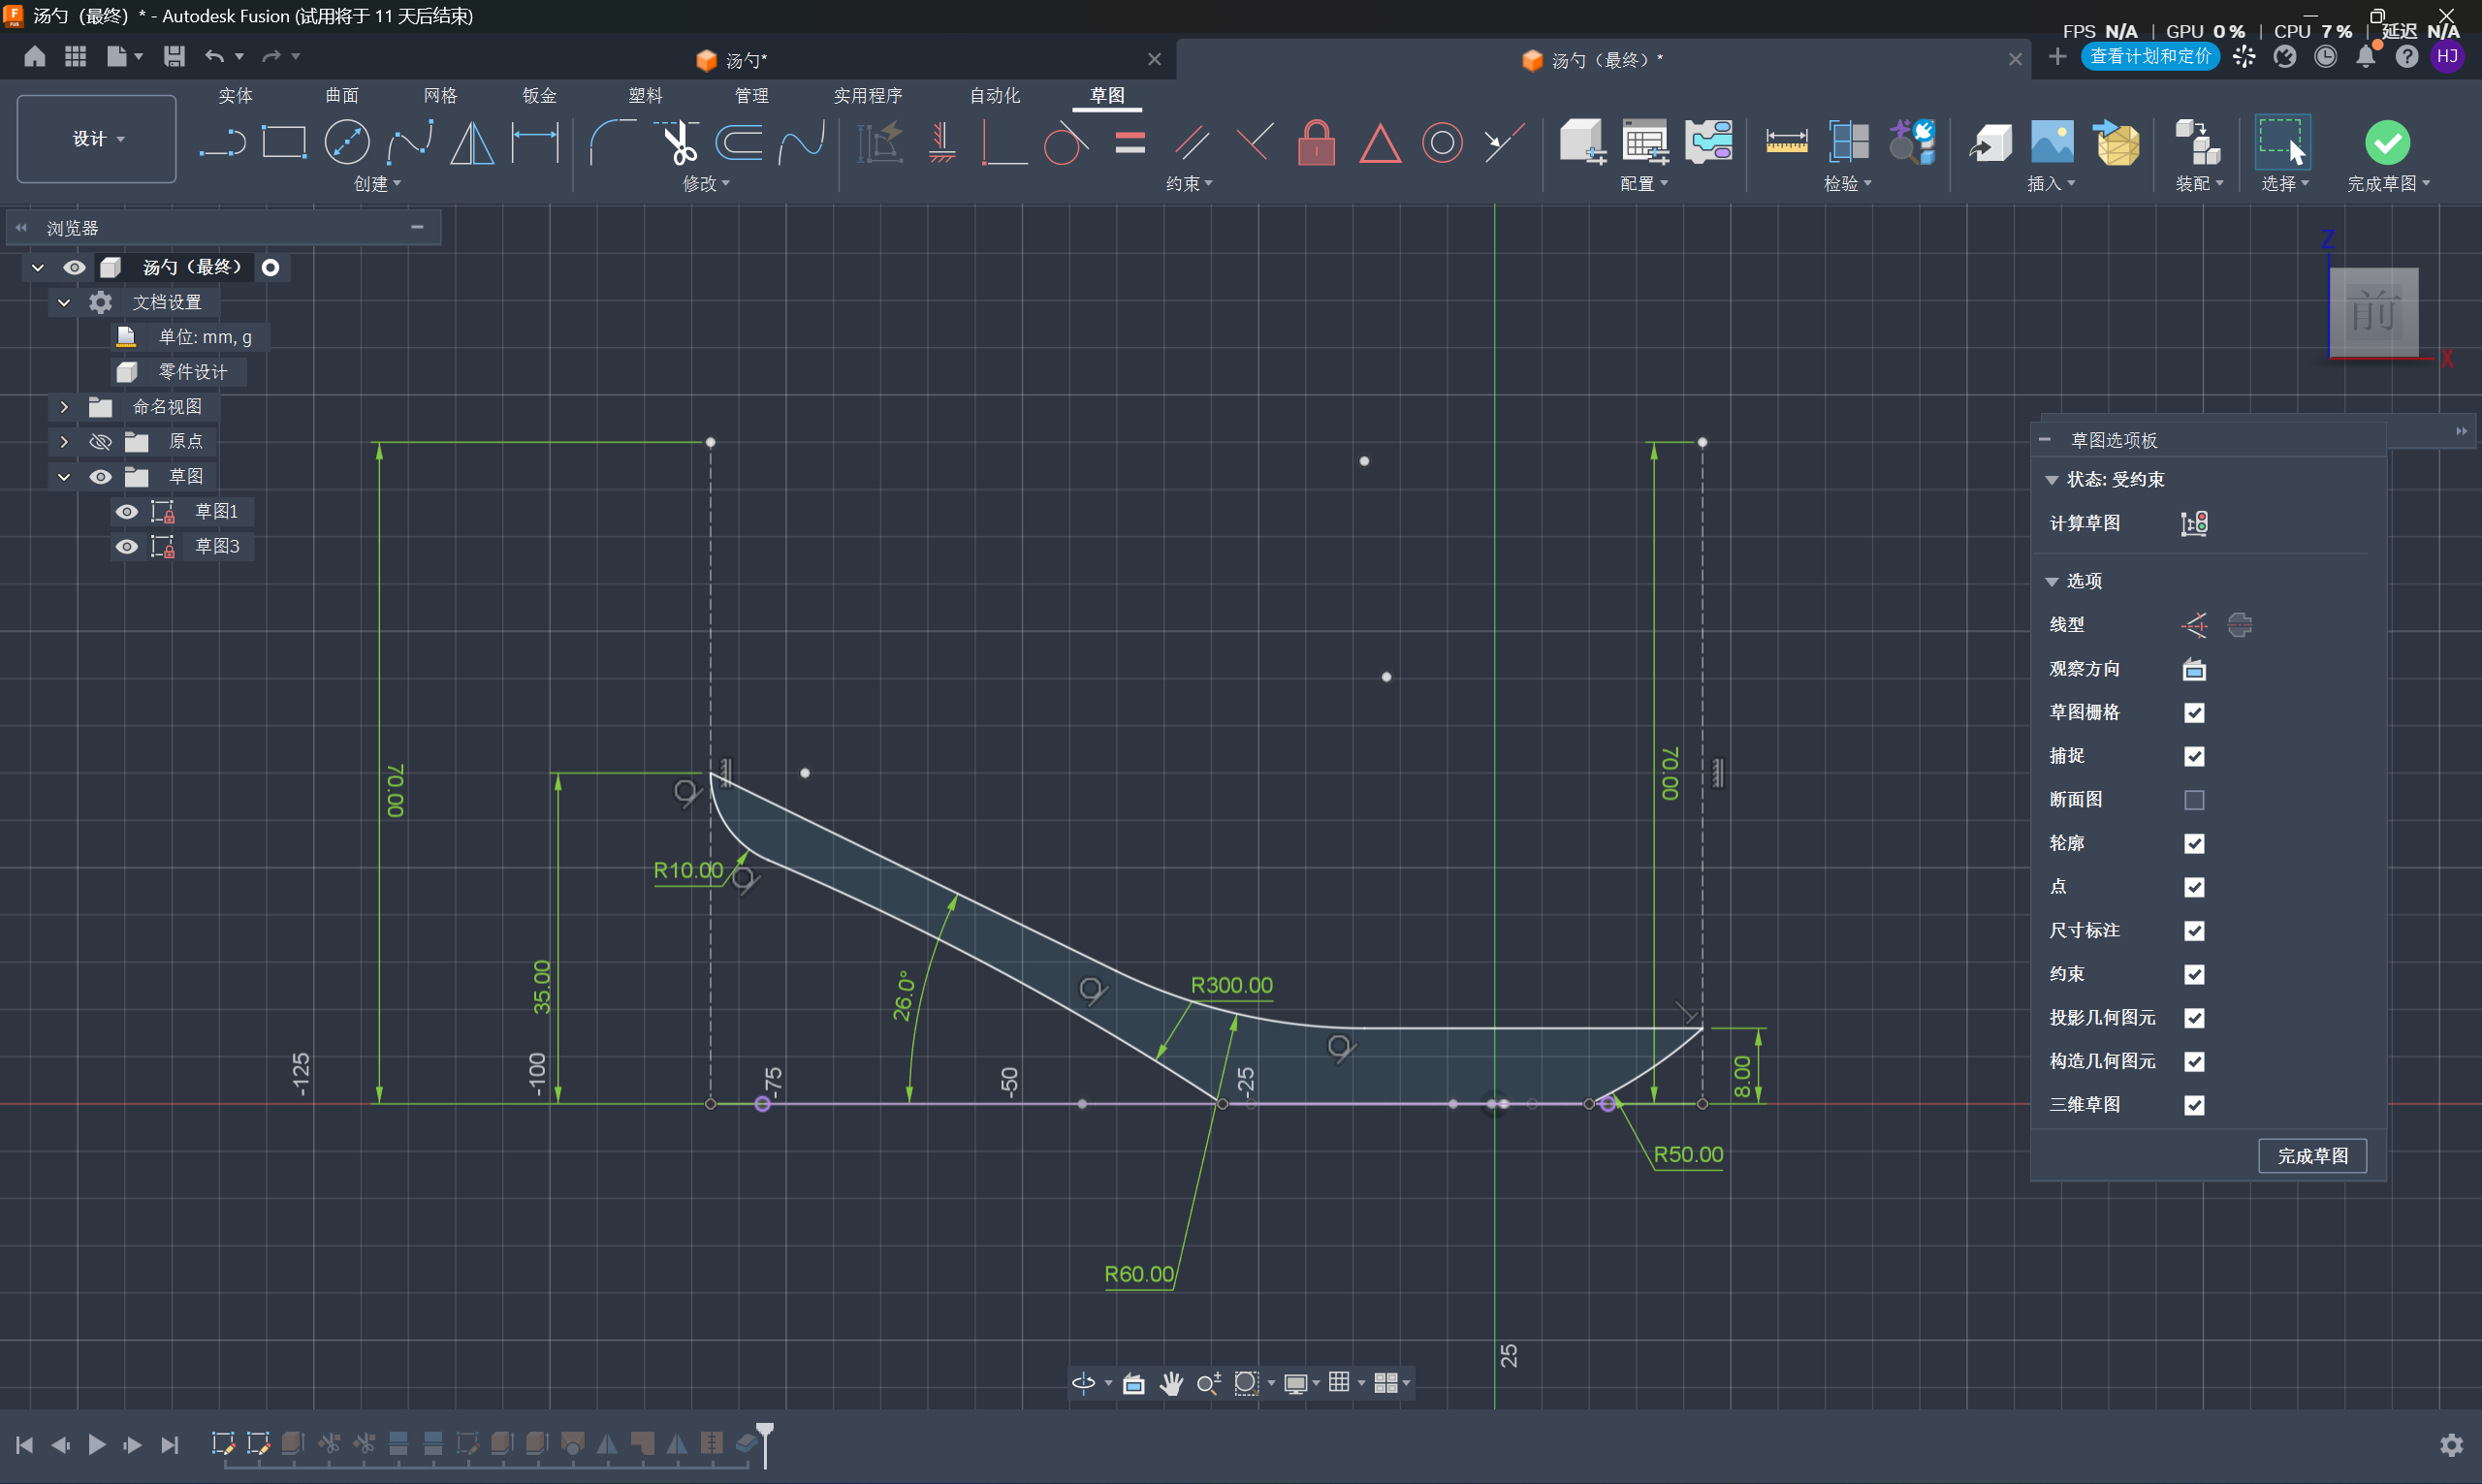 汤勺（最终）* - Autodesk Fusion (试用将于 11 天后结束)
FPS N/A | GPU 0 % | CPU 7 % | 延迟 N/A
汤勺*
汤勺（最终）*
查看计划和定价
HJ
实体 曲面 网格 钣金 塑料 管理 实用程序 自动化 草图
设计
创建 修改 约束 配置 检验 插入 装配 选择 完成草图
浏览器
汤勺（最终）
文档设置
单位: mm, g
零件设计
命名视图
原点
草图
草图1
草图3
Z
前
X
草图选项板
状态: 受约束
计算草图
选项
线型
观察方向
草图栅格
捕捉
断面图
轮廓
点
尺寸标注
约束
投影几何图元
构造几何图元
三维草图
完成草图
70.00
70.00
R10.00
35.00
26.0°
R300.00
8.00
-125
-100
-75
-50
-25
R50.00
R60.00
25